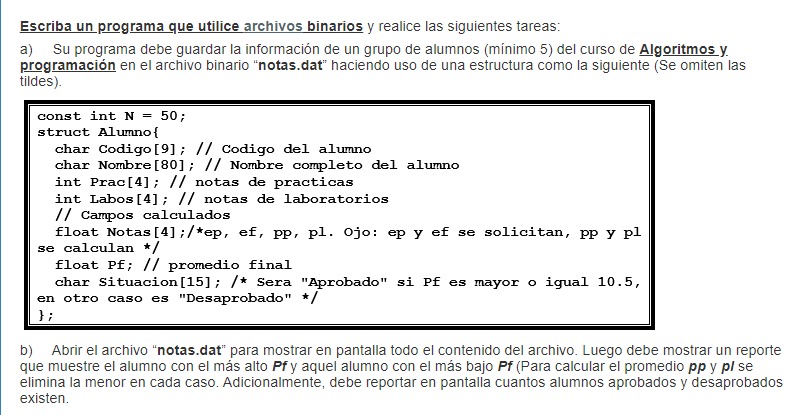 Escriba un programa que utilice archivos binarios y realice las siguientes tareas:
a) Su programa debe guardar la información de un grupo de alumnos (mínimo 5) del curso de Algoritmos y
programación en el archivo binario "notas.dat" haciendo uso de una estructura como la siguiente (Se omiten las
tildes).
const int N = 50;
struct Alumno{
char Codigo[9]; // Codigo del alumno
char Nombre[80]; // Nombre completo del alumno
int Prac[4]; // notas de practicas
int Labos[4]; // notas de laboratorios
// Campos calculados
float Notas[4];/*ep, ef, pp, pl. Ojo: ep y ef se solicitan, pp y pl
se calculan */
float Pf; // promedio final
char Situacion[15]; /* Sera "Aprobado" si Pf es mayor o igual 10.5,
en otro caso es "Desaprobado" */
};
b) Abrir el archivo "notas.dat" para mostrar en pantalla todo el contenido del archivo. Luego debe mostrar un reporte
que muestre el alumno con el más alto Pf y aquel alumno con el más bajo Pf (Para calcular el promedio pp y pl se
elimina la menor en cada caso. Adicionalmente, debe reportar en pantalla cuantos alumnos aprobados y desaprobados
existen.